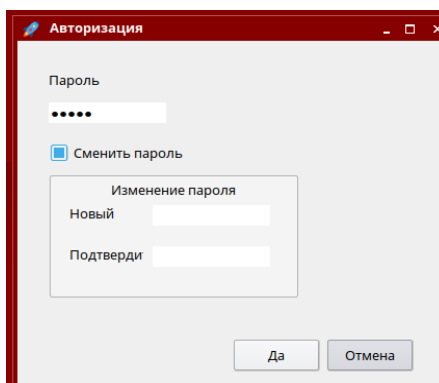 Авторизация
Пароль
•••••
Сменить пароль
Изменение пароля
Новый
Подтверди
Да
Отмена